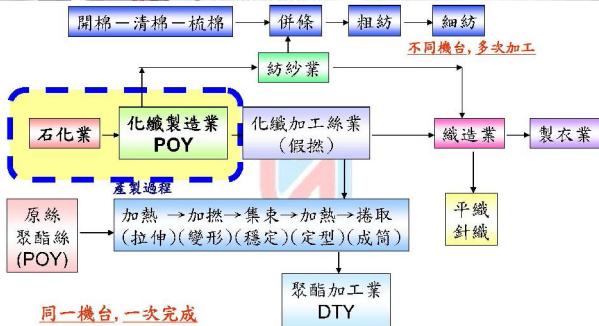 開棉－清棉－梳棉
併條
粗紡
細紡
不同機台, 多次加工
紡紗業
石化業
化纖製造業
POY
化纖加工絲業
(假撚)
織造業
製衣業
產製過程
原絲
聚酯絲
(POY)
加熱→加撚→集束→加熱→捲取
(拉伸)(變形)(穩定)(定型)(成筒)
平織
針織
聚酯加工業
DTY
同一機台, 一次完成